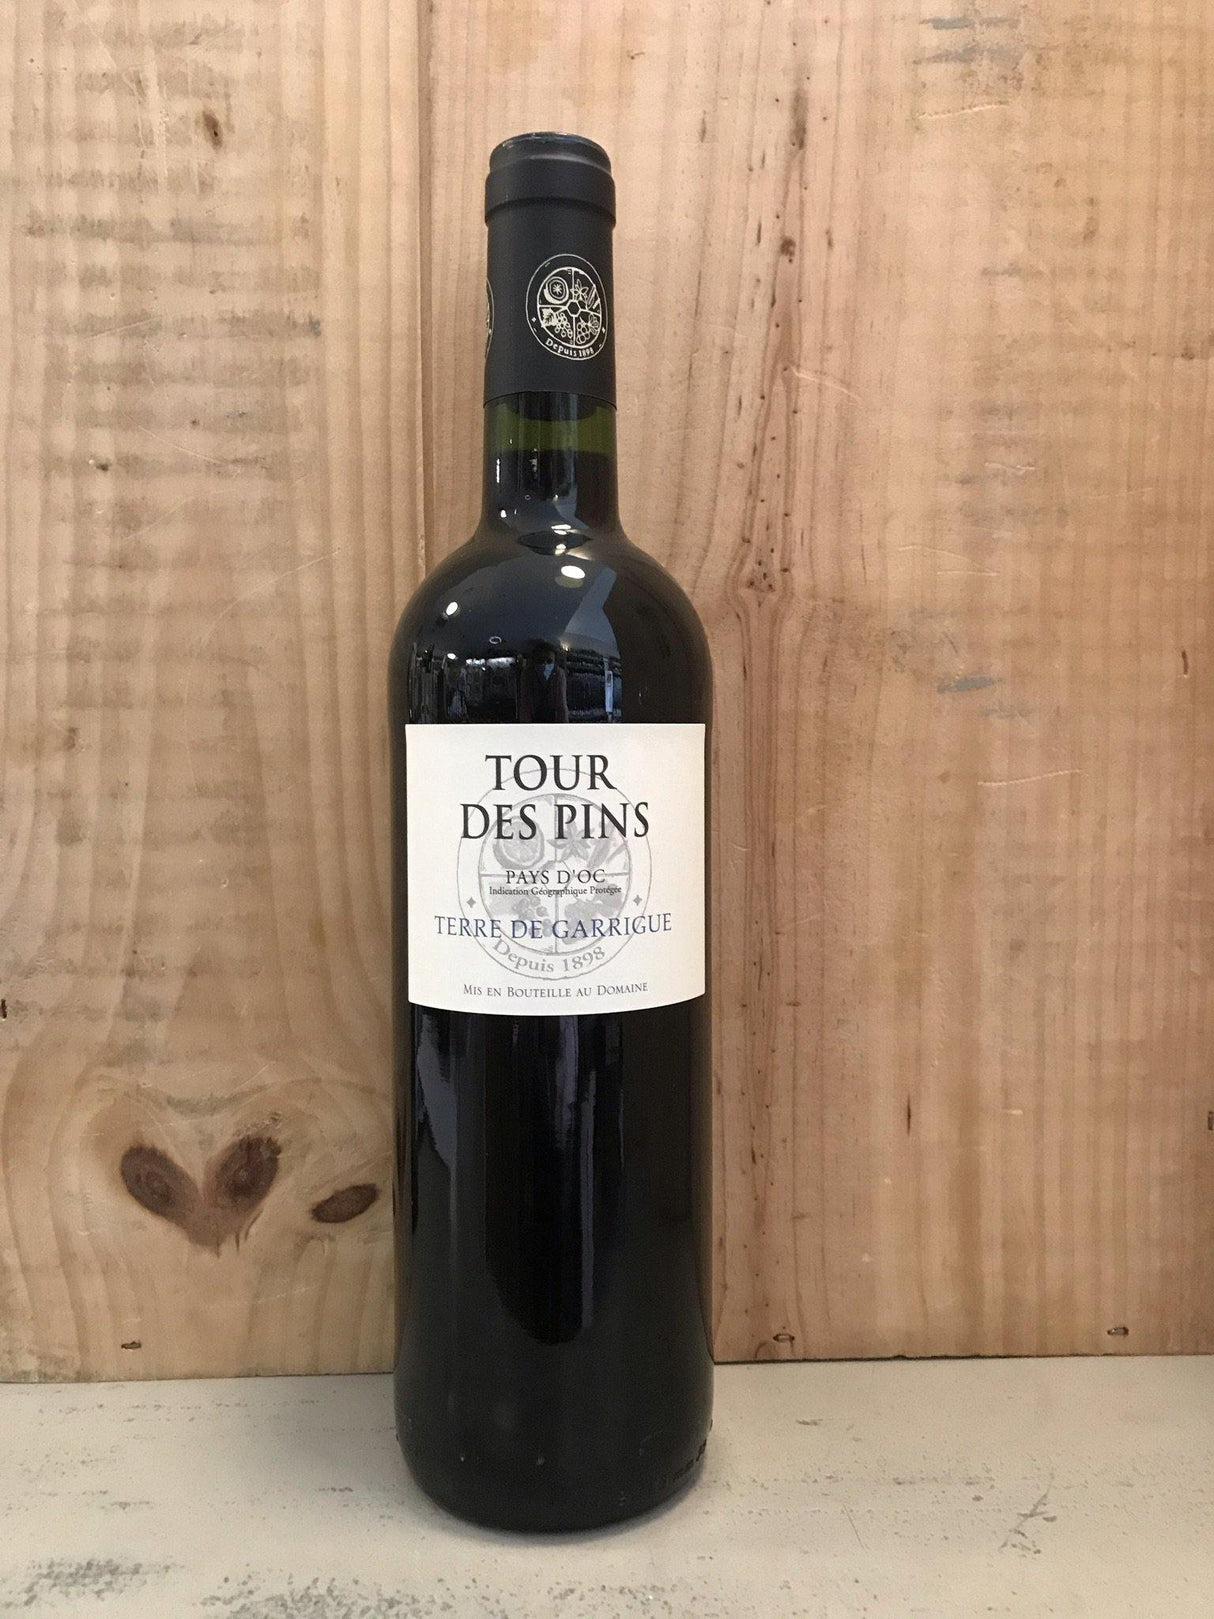 Depuis 1898
TOUR
DES PINS
PAYS D'OC
Indication Géographique Protégée
TERRE DE GARRIGUE
Depuis 1898
MIS EN BOUTEILLE AU DOMAINE